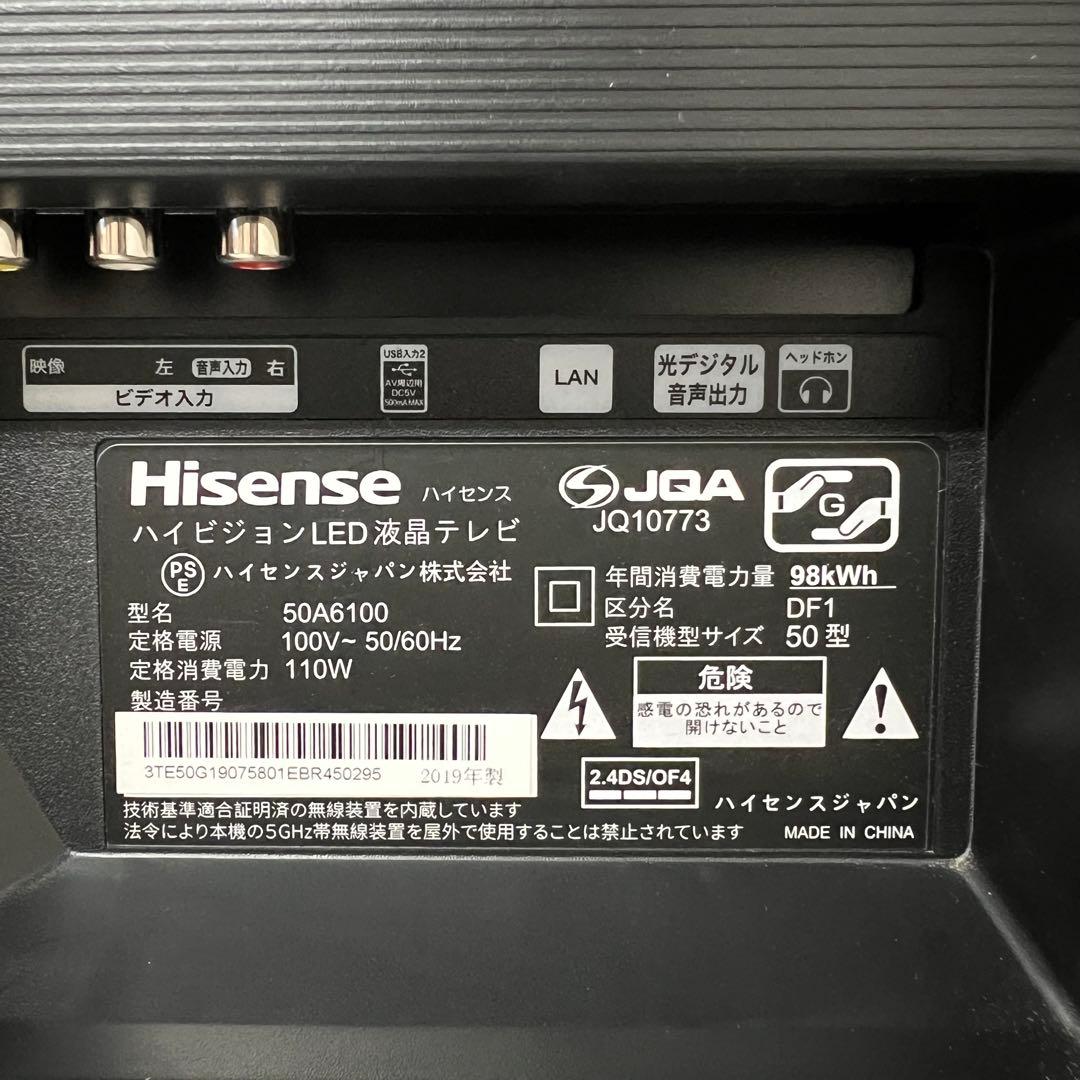 映像 左 音声入力 右
ビデオ入力
USB入力2
AV周辺用
DC5V
500mA MAX
LAN
光デジタル
音声出力
ヘッドホン
Hisense ハイセンス
ハイビジョンLED液晶テレビ
PSE ハイセンスジャパン株式会社
型名 50A6100
定格電源 100V~ 50/60Hz
定格消費電力 110W
製造番号
3TE50G19075801EBR450295 2019年製
JQA
JQ10773
G
年間消費電力量 98kWh
区分名 DF1
受信機型サイズ 50型
危険
感電の恐れがあるので
開けないこと
2.4DS/OF4
ハイセンスジャパン
技術基準適合証明済の無線装置を内蔵しています
法令により本機の5GHz帯無線装置を屋外で使用することは禁止されています
MADE IN CHINA